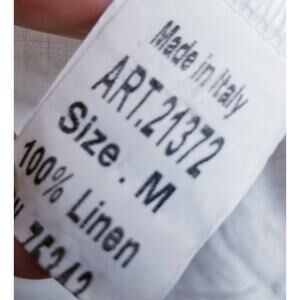 Made in Italy
ART.21372
Size . M
100% Linen